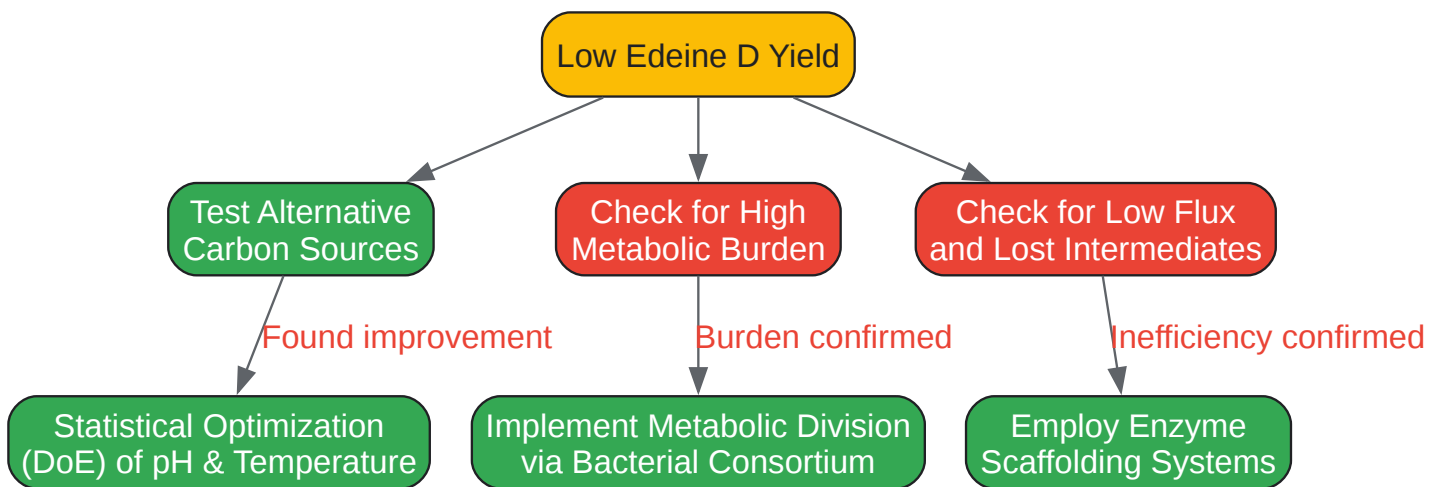 Low Edeine D Yield
Test Alternative
Carbon Sources
Check for High
Metabolic Burden
Check for Low Flux
and Lost Intermediates
Found improvement
Burden confirmed
Inefficiency confirmed
Statistical Optimization
(DoE) of pH & Temperature
Implement Metabolic Division
via Bacterial Consortium
Employ Enzyme
Scaffolding Systems